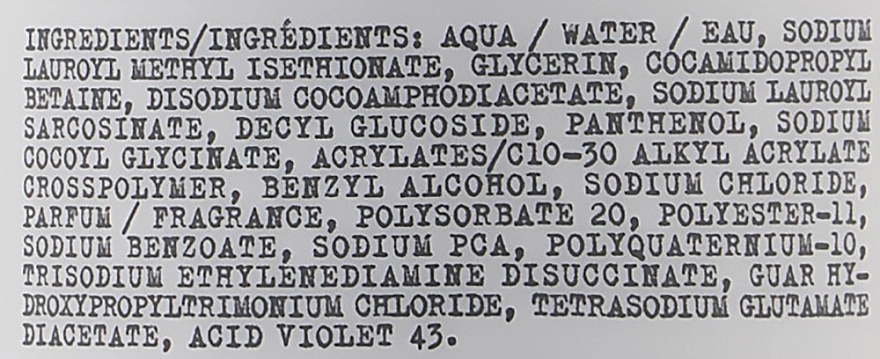 INGREDIENTS/INGRÉDIENTS: AQUA / WATER / EAU, SODIUM
LAUROYL METHYL ISETHIONATE, GLYCERIN, COCAMIDOPROPYL
BETAINE, DISODIUM COCOAMPHODIACETATE, SODIUM LAUROYL
SARCOSINATE, DECYL GLUCOSIDE, PANTHENOL, SODIUM
COCOYL GLYCINATE, ACRYLATES/C10-30 ALKYL ACRYLATE
CROSSPOLYMER, BENZYL ALCOHOL, SODIUM CHLORIDE,
PARFUM / FRAGRANCE, POLYSORBATE 20, POLYESTER-11,
SODIUM BENZOATE, SODIUM PCA, POLYQUATERNIUM-10,
TRISODIUM ETHYLENEDIAMINE DISUCCINATE, GUAR HY-
DROXYPROPYLTRIMONIUM CHLORIDE, TETRASODIUM GLUTAMATE
DIACETATE, ACID VIOLET 43.